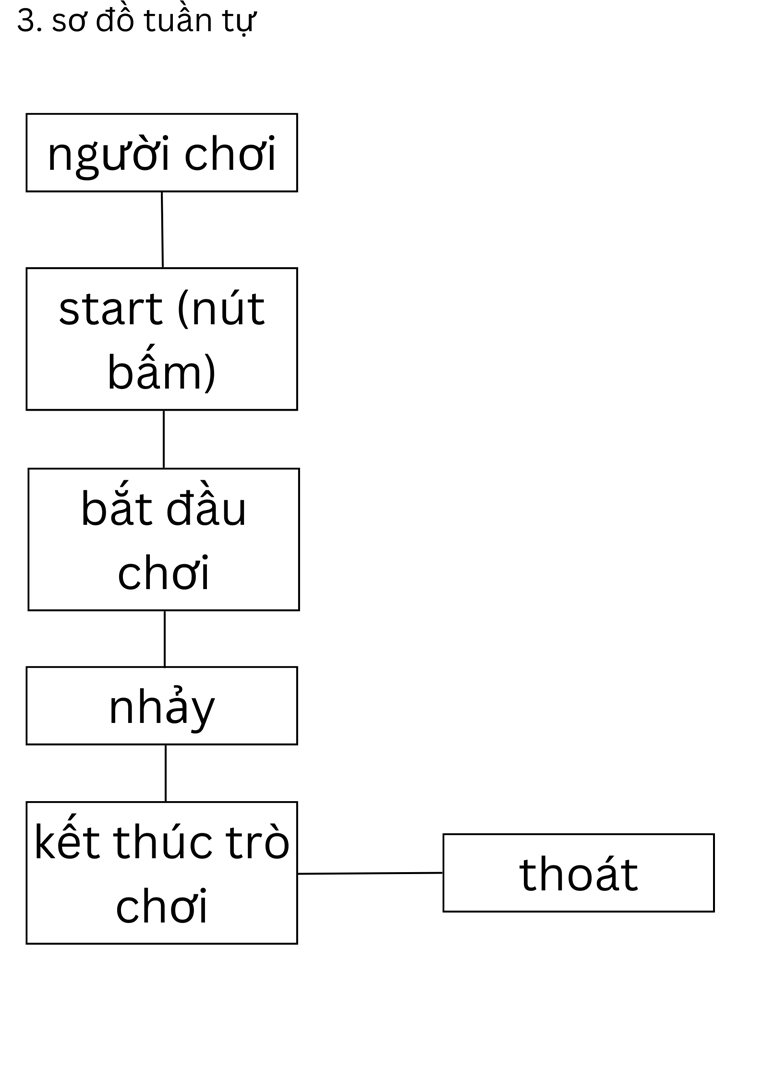 3. sơ đồ tuần tự
người chơi
start (nút
bấm)
bắt đầu
chơi
nhảy
kết thúc trò
chơi
thoát